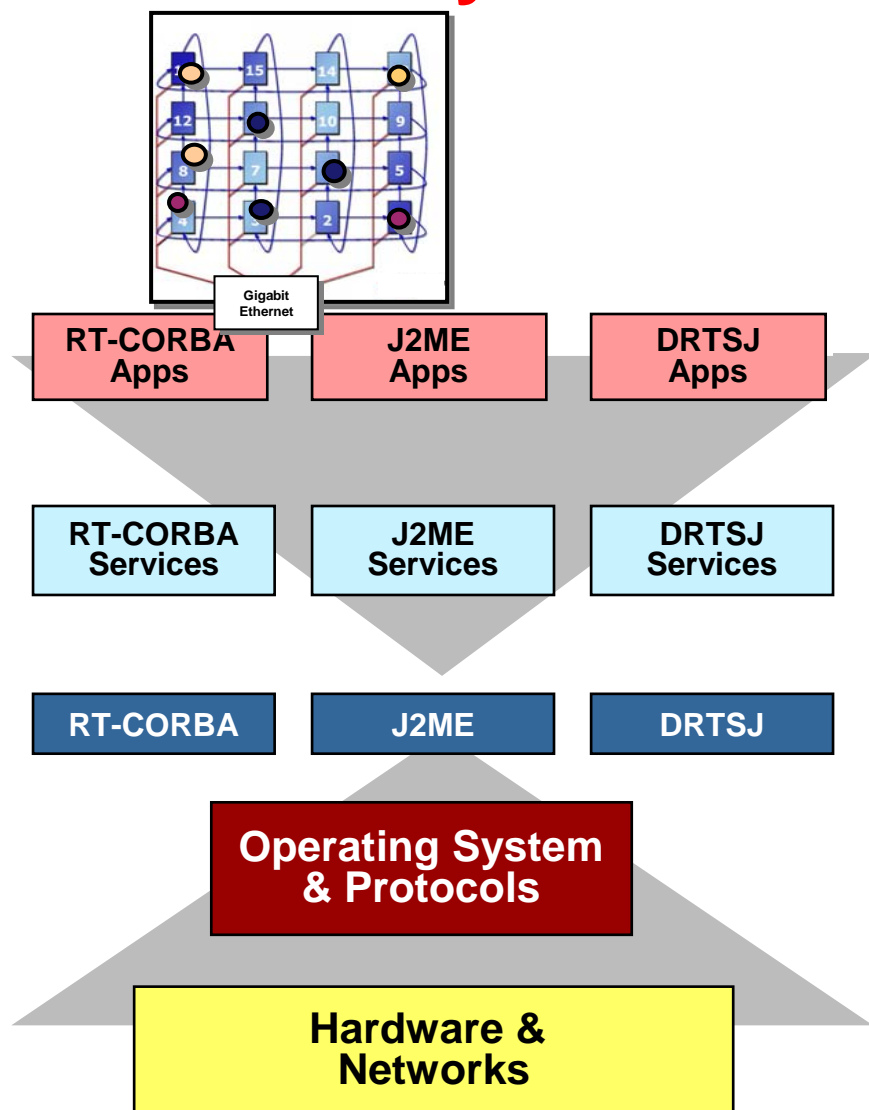 15 14
12 10 9
8 7 5
4 2
Gigabit
Ethernet
RT-CORBA
Apps
J2ME
Apps
DRTSJ
Apps
RT-CORBA
Services
J2ME
Services
DRTSJ
Services
RT-CORBA
J2ME
DRTSJ
Operating System
& Protocols
Hardware &
Networks